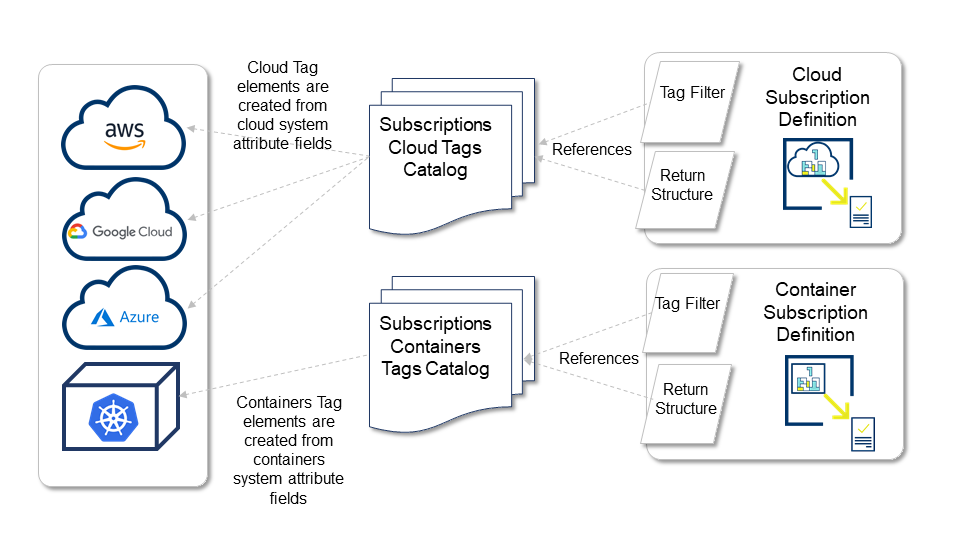 Cloud Tag
elements are
created from
cloud system
attribute fields
aws
Google Cloud
Azure
Subscriptions
Cloud Tags
Catalog
References
Tag Filter
Return
Structure
Cloud
Subscription
Definition
Containers Tag
elements are
created from
containers
system attribute
fields
Subscriptions
Containers
Tags Catalog
References
Tag Filter
Return
Structure
Container
Subscription
Definition